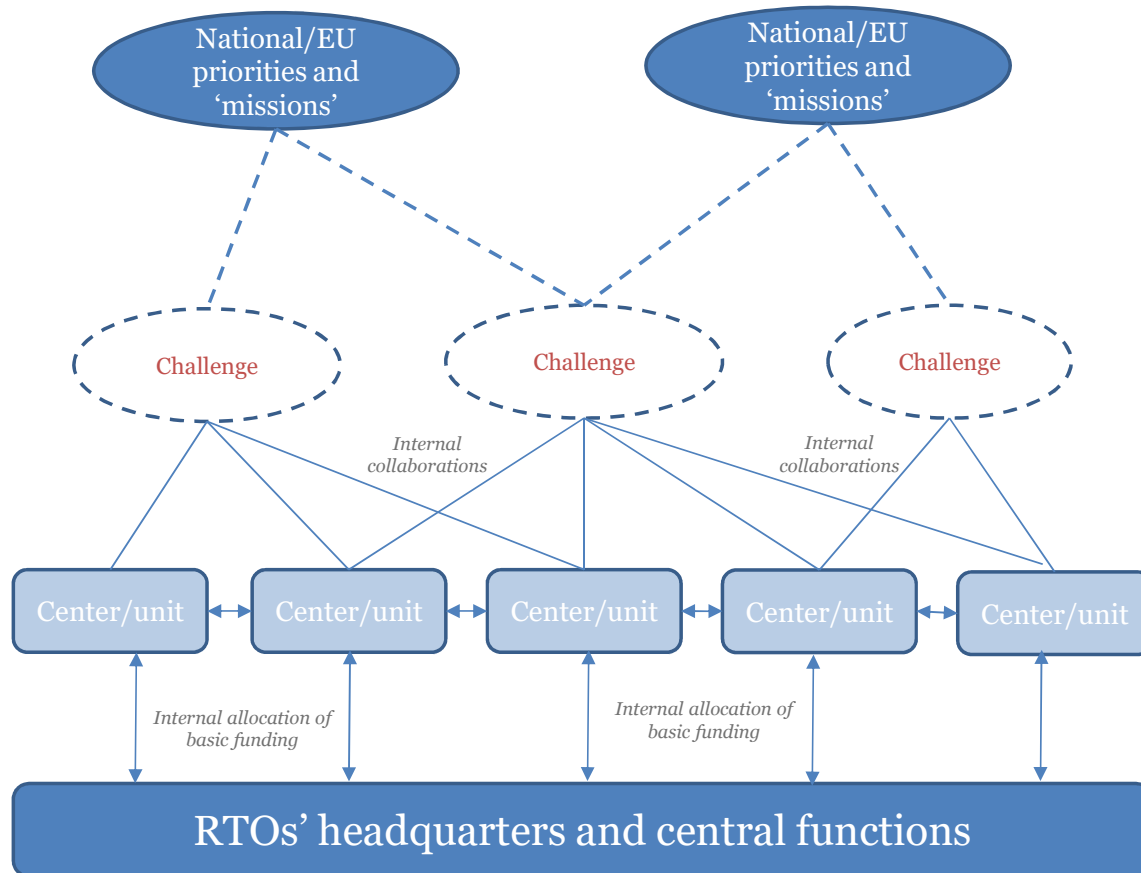 National/EU
priorities and
‘missions’
National/EU
priorities and
‘missions’
Challenge
Challenge
Challenge
Internal
collaborations
Internal
collaborations
Center/unit
Center/unit
Center/unit
Center/unit
Center/unit
Internal allocation of
basic funding
Internal allocation of
basic funding
RTOs’ headquarters and central functions